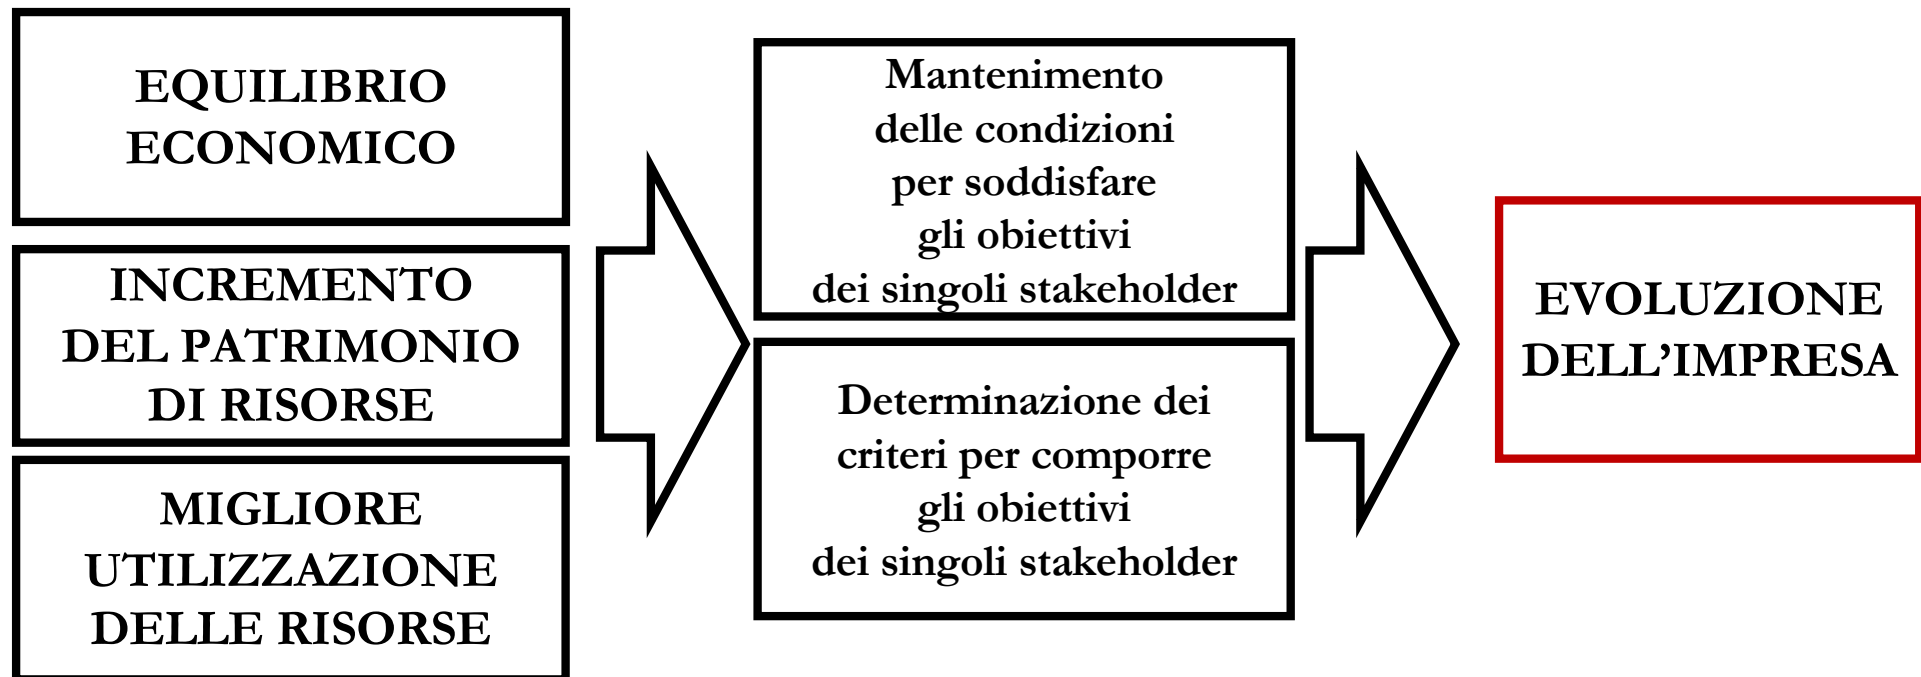 EQUILIBRIO
ECONOMICO
INCREMENTO
DEL PATRIMONIO
DI RISORSE
MIGLIORE
UTILIZZAZIONE
DELLE RISORSE
Mantenimento
delle condizioni
per soddisfare
gli obiettivi
dei singoli stakeholder
Determinazione dei
criteri per comporre
gli obiettivi
dei singoli stakeholder
EVOLUZIONE
DELL’IMPRESA